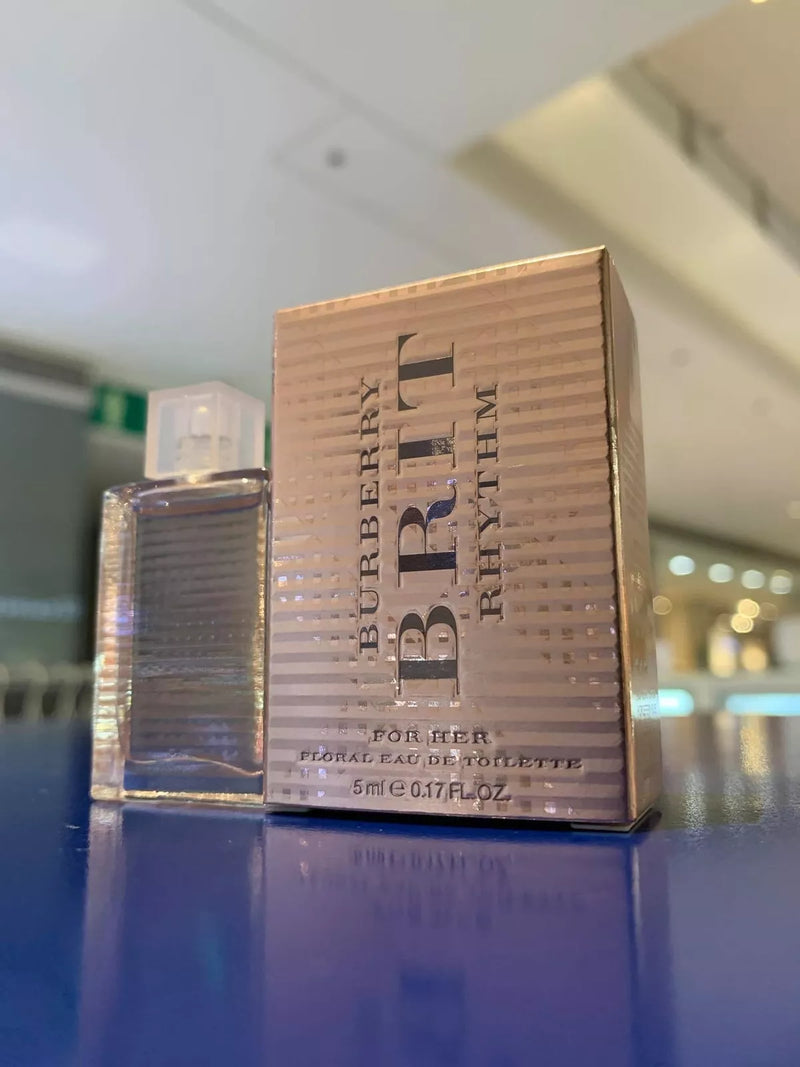 BURBERRY
BRIT
RHYTHM
FOR HER
FLORAL EAU DE TOILETTE
5 ml ℮ 0.17 FL.OZ.